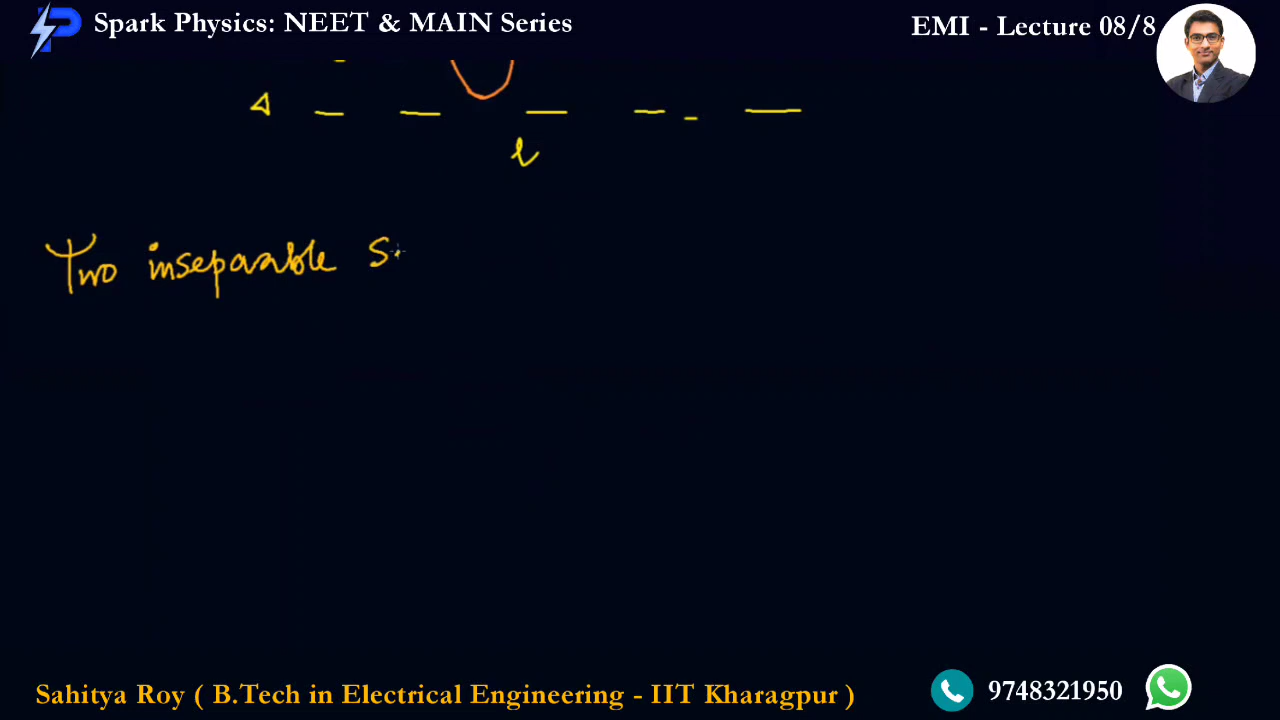 Spark Physics: NEET & MAIN Series
EMI - Lecture 08/8
l
Two inseparable S
Sahitya Roy ( B.Tech in Electrical Engineering - IIT Kharagpur )
9748321950